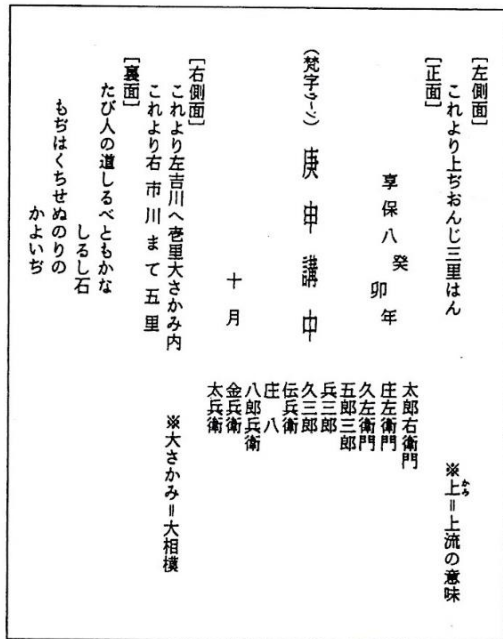 [左側面]
これより上ぢおんじ三里はん
※上=上流の意味
かみ
[正面]
享保八癸卯年
(梵字ウーン) 庚申講中
十月
太郎右衛門
庄左衛門
久左衛門
五郎三郎
兵三郎
久三郎
伝兵衛
庄八
八郎兵衛
金兵衛
太兵衛
[右側面]
これより左吉川へ壱里大さかみ内
これより右市川まて五里
※大さかみ=大相模
[裏面]
たび人の道しるべともかな
しるし石
もぢはくちせぬのりの
かよいぢ